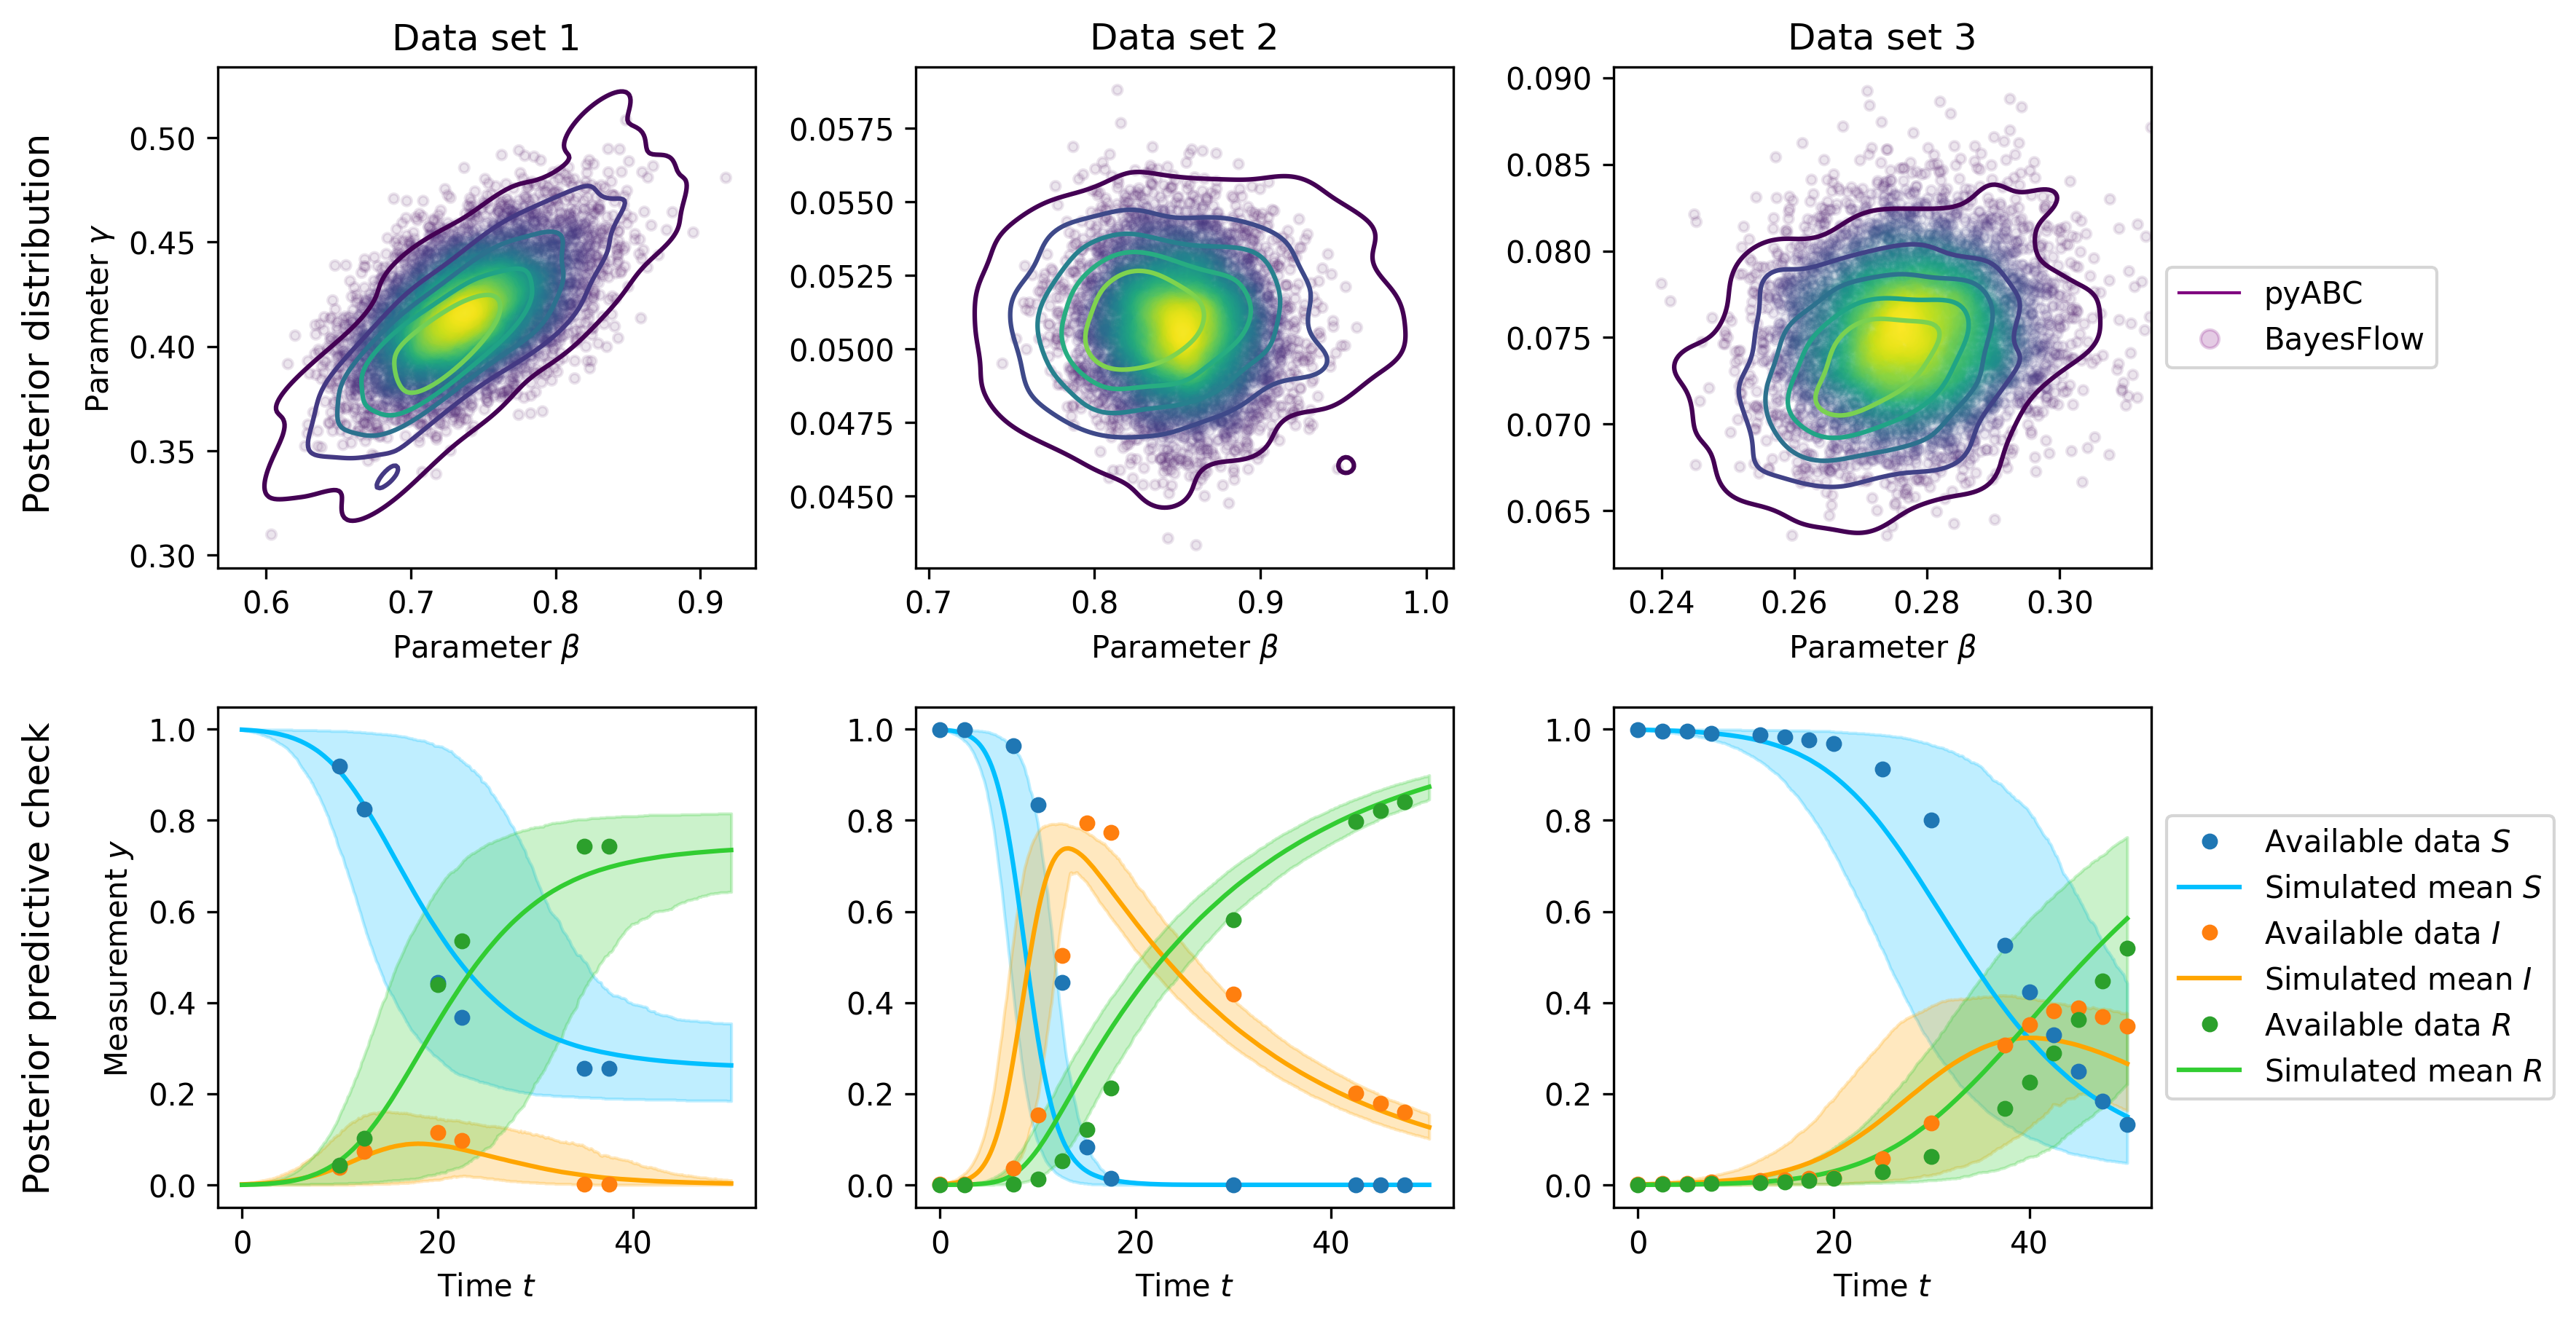 Data set 1
Data set 2
Data set 3
Posterior distribution
Parameter γ
0.50
0.45
0.40
0.35
0.30
0.6 0.7 0.8 0.9
Parameter β
0.0575
0.0550
0.0525
0.0500
0.0475
0.0450
0.7 0.8 0.9 1.0
Parameter β
0.090
0.085
0.080
0.075
0.070
0.065
0.24 0.26 0.28 0.30
Parameter β
pyABC
BayesFlow
Posterior predictive check
Measurement y
1.0
0.8
0.6
0.4
0.2
0.0
0 20 40
Time t
1.0
0.8
0.6
0.4
0.2
0.0
0 20 40
Time t
1.0
0.8
0.6
0.4
0.2
0.0
0 20 40
Time t
Available data S
Simulated mean S
Available data I
Simulated mean I
Available data R
Simulated mean R